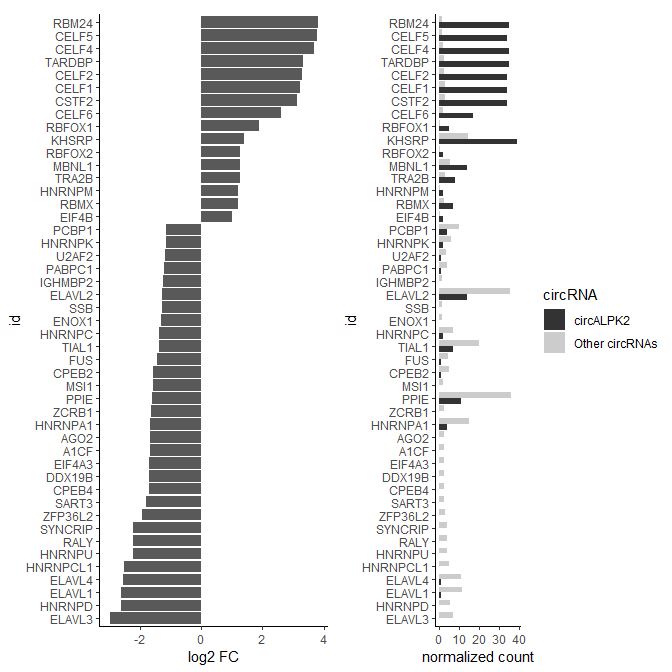 id
RBM24
CELF5
CELF4
TARDBP
CELF2
CELF1
CSTF2
CELF6
RBFOX1
KHSRP
RBFOX2
MBNL1
TRA2B
HNRNPM
RBMX
EIF4B
PCBP1
HNRNPK
U2AF2
PABPC1
IGHMBP2
ELAVL2
SSB
ENOX1
HNRNPC
TIAL1
FUS
CPEB2
MSI1
PPIE
ZCRB1
HNRNPA1
AGO2
A1CF
EIF4A3
DDX19B
CPEB4
SART3
ZFP36L2
SYNCRIP
RALY
HNRNPU
HNRNPCL1
ELAVL4
ELAVL1
HNRNPD
ELAVL3
-2 0 2 4
log2 FC
id
RBM24
CELF5
CELF4
TARDBP
CELF2
CELF1
CSTF2
CELF6
RBFOX1
KHSRP
RBFOX2
MBNL1
TRA2B
HNRNPM
RBMX
EIF4B
PCBP1
HNRNPK
U2AF2
PABPC1
IGHMBP2
ELAVL2
SSB
ENOX1
HNRNPC
TIAL1
FUS
CPEB2
MSI1
PPIE
ZCRB1
HNRNPA1
AGO2
A1CF
EIF4A3
DDX19B
CPEB4
SART3
ZFP36L2
SYNCRIP
RALY
HNRNPU
HNRNPCL1
ELAVL4
ELAVL1
HNRNPD
ELAVL3
0 10 20 30 40
normalized count
circRNA
circALPK2
Other circRNAs